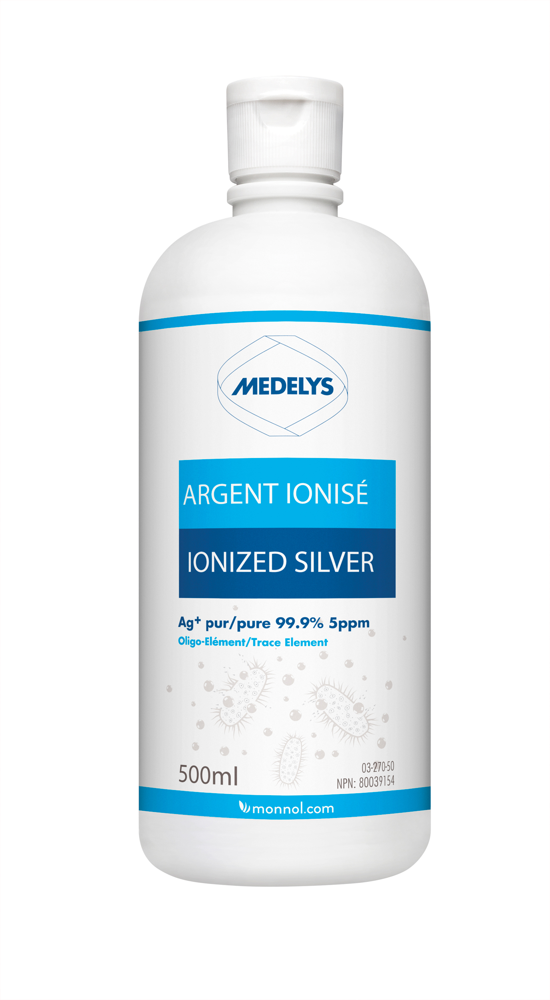 MEDELYS
ARGENT IONISÉ
IONIZED SILVER
Ag+ pur/pure 99.9% 5ppm
Oligo-Elément/Trace Element
500ml
03-270-50
NPN: 80039154
monnol.com